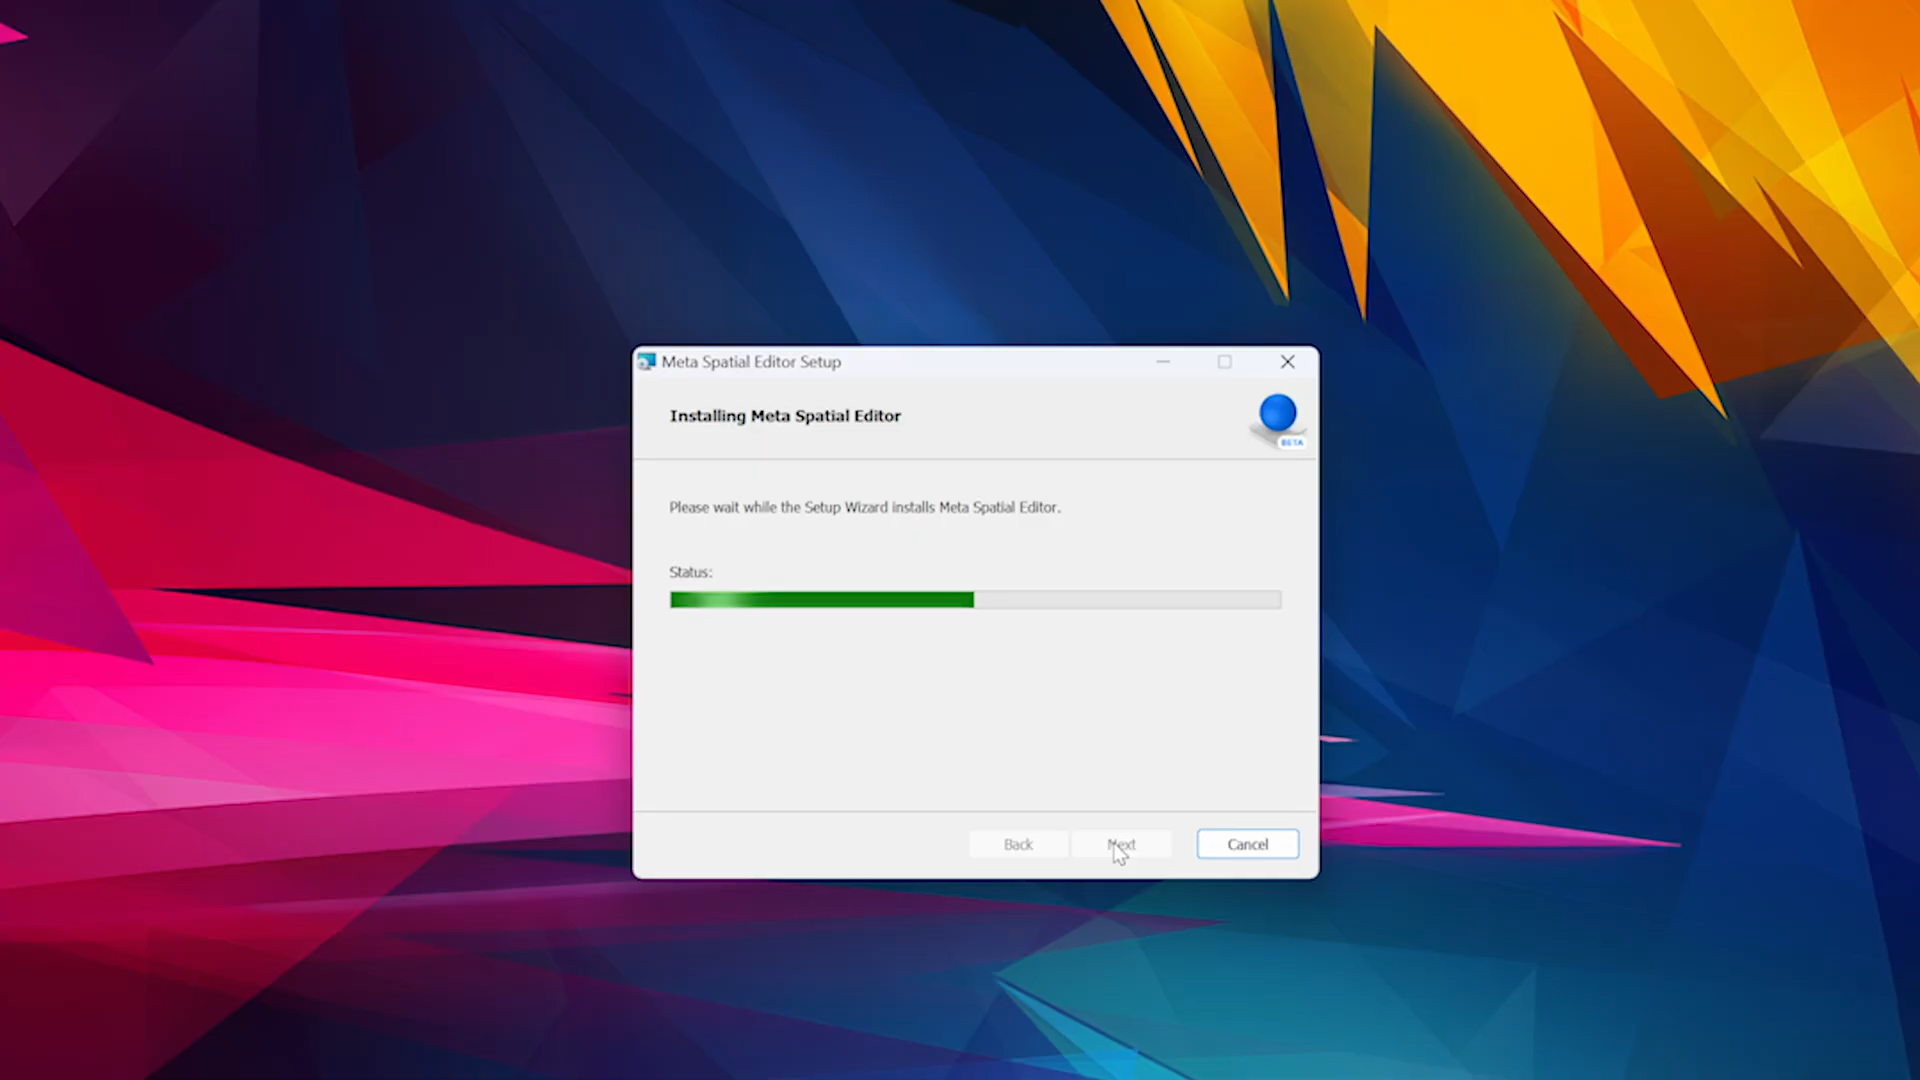 Meta Spatial Editor Setup
Installing Meta Spatial Editor
BETA
Please wait while the Setup Wizard installs Meta Spatial Editor.
Status:
Back
Next
Cancel